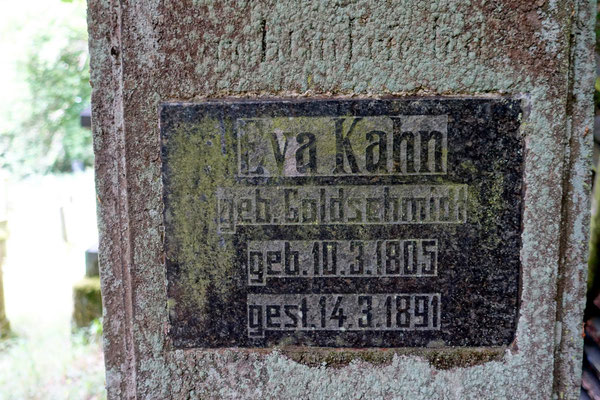 Eva Kahn
geb. Goldschmidt
geb. 10.3.1805
gest. 14.3.1891